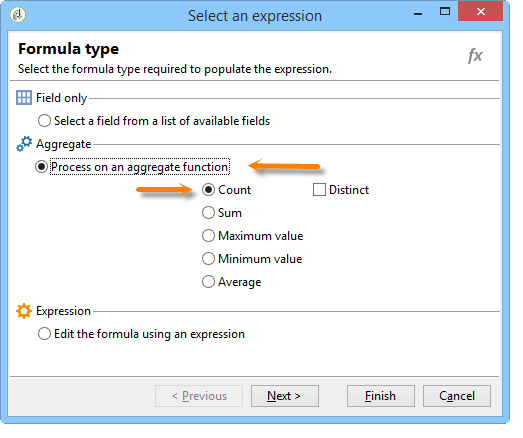 Select an expression
Formula type
Select the formula type required to populate the expression.
fx
Field only
Select a field from a list of available fields
Aggregate
Process on an aggregate function
Count
Distinct
Sum
Maximum value
Minimum value
Average
Expression
Edit the formula using an expression
< Previous
Next >
Finish
Cancel